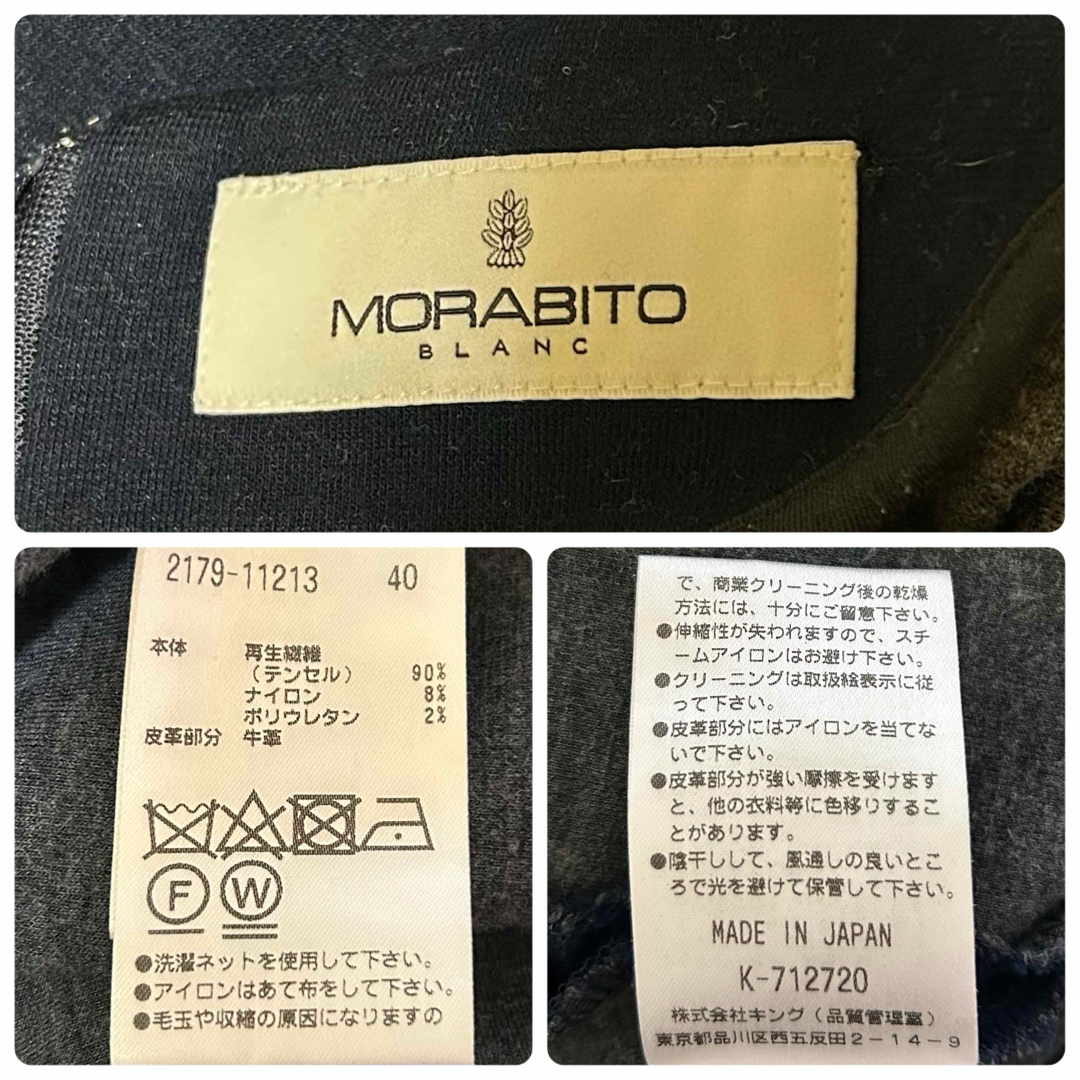 MORABITO
BLANC
2179-11213 40
本体 再生繊維
(テンセル) 90%
ナイロン 8%
ポリウレタン 2%
皮革部分 牛革
F W
●洗濯ネットを使用して下さい。
●アイロンはあて布をして下さい。
●毛玉や収縮の原因になりますの
で、商業クリーニング後の乾燥
方法には、十分にご留意下さい。
●伸縮性が失われますので、スチ
ームアイロンはお避け下さい。
●クリーニングは取扱絵表示に従
って下さい。
●皮革部分にはアイロンを当てな
いで下さい。
●皮革部分が強い摩擦を受けます
と、他の衣料等に色移りするこ
とがあります。
●陰干しして、風通しの良いとこ
ろで光を避けて保管して下さい。
MADE IN JAPAN
K-712720
株式会社キング(品質管理室)
東京都品川区西五反田2-14-9